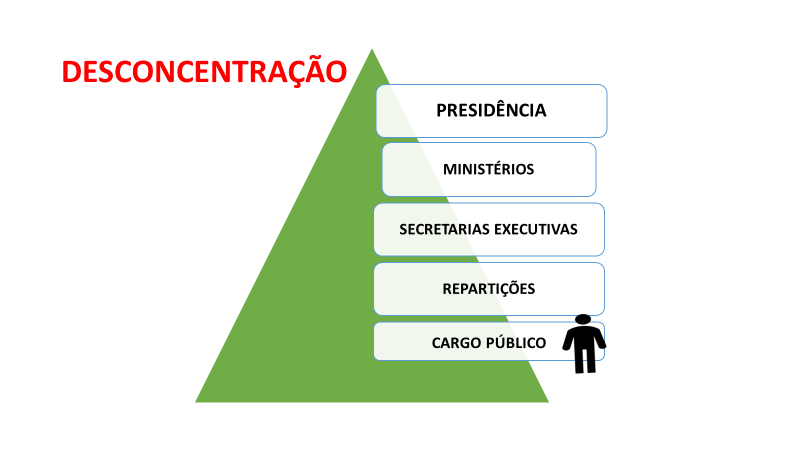 DESCONCENTRAÇÃO
PRESIDÊNCIA
MINISTÉRIOS
SECRETARIAS EXECUTIVAS
REPARTIÇÕES
CARGO PÚBLICO